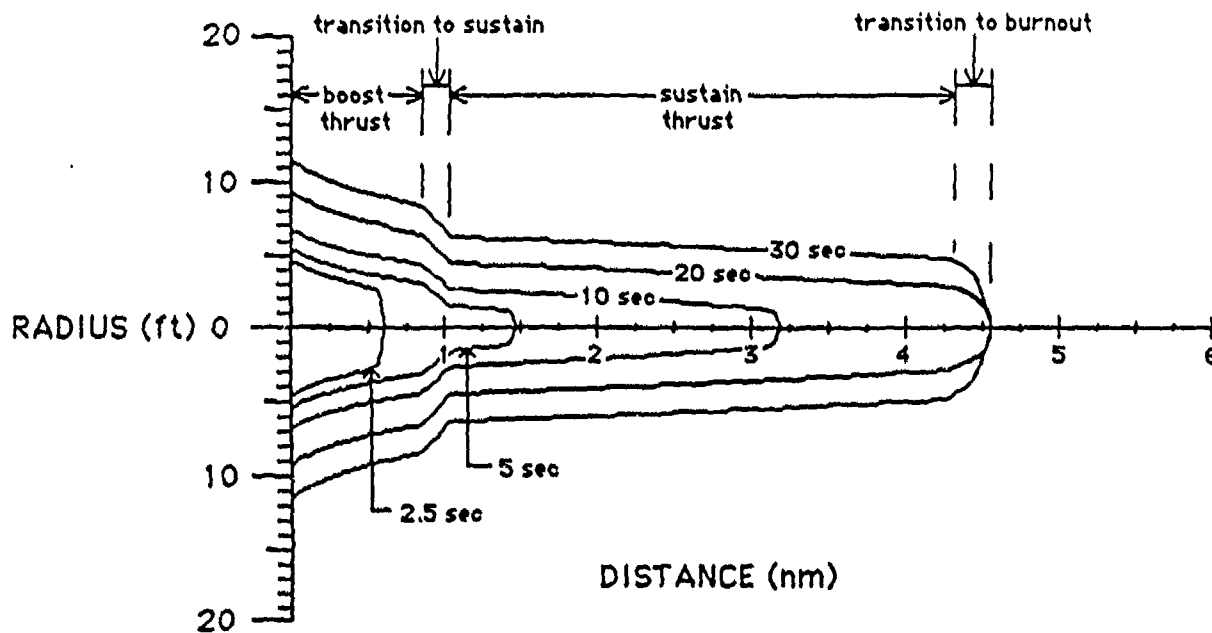 20
transition to sustain
transition to burnout
boost
thrust
sustain
thrust
10
30 sec
20 sec
10 sec
RADIUS (ft) 0
1 2 3 4 5 6
10
5 sec
2.5 sec
DISTANCE (nm)
20